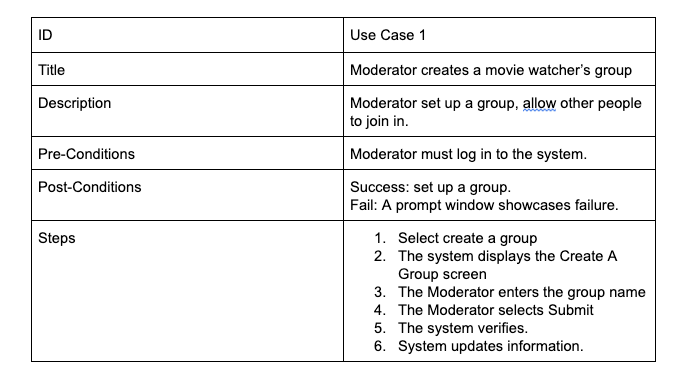 ID
Use Case 1
Title
Moderator creates a movie watcher’s group
Description
Moderator set up a group, allow other people
to join in.
Pre-Conditions
Moderator must log in to the system.
Post-Conditions
Success: set up a group.
Fail: A prompt window showcases failure.
Steps
1. Select create a group
2. The system displays the Create A
Group screen
3. The Moderator enters the group name
4. The Moderator selects Submit
5. The system verifies.
6. System updates information.